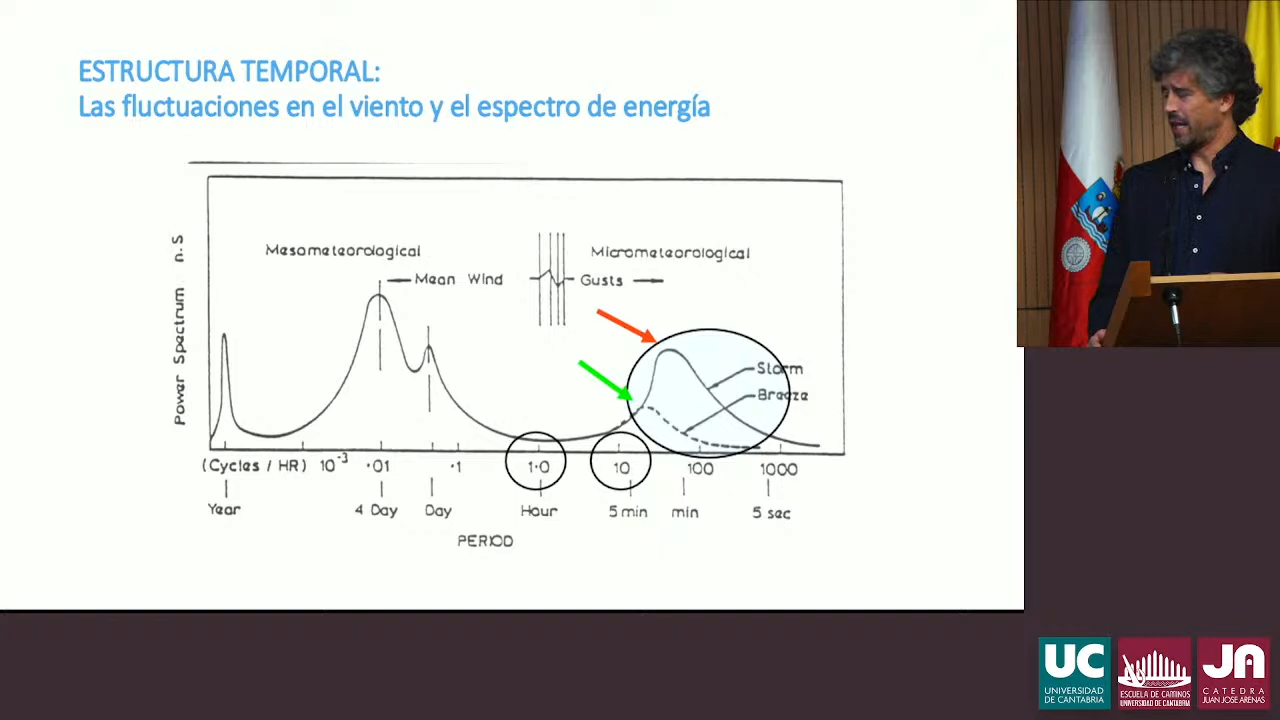 ESTRUCTURA TEMPORAL:
Las fluctuaciones en el viento y el espectro de energía
Power Spectrum n.S
Mesometeorological
Mean Wind
Micrometeorological
Gusts
Storm
Breeze
(Cycles / HR) 10-3 .01 .1 1.0 10 100 1000
Year 4 Day Day Hour 5 min min 5 sec
PERIOD
UC
UNIVERSIDAD
DE CANTABRIA
ESCUELA DE CAMINOS
UNIVERSIDAD DE CANTABRIA
JA
CATEDRA
JUAN JOSE ARENAS